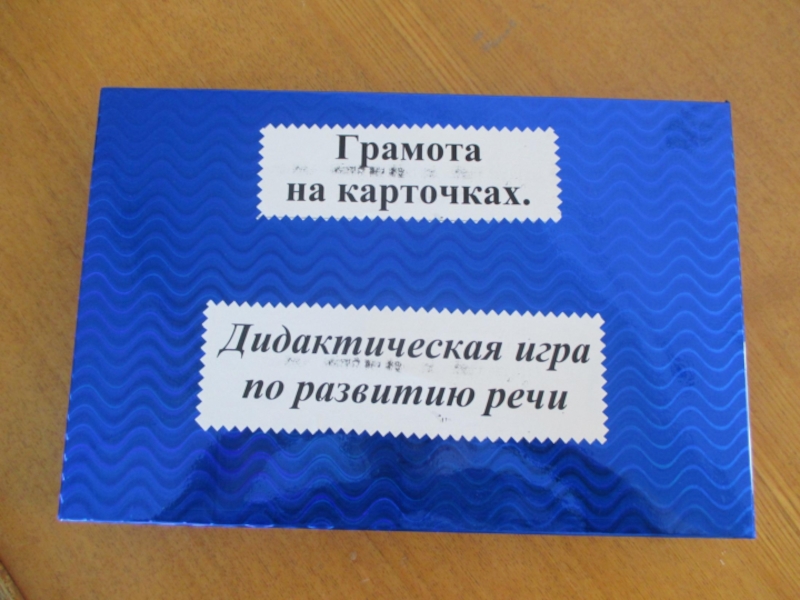 Грамота
на карточках.
Дидактическая игра
по развитию речи